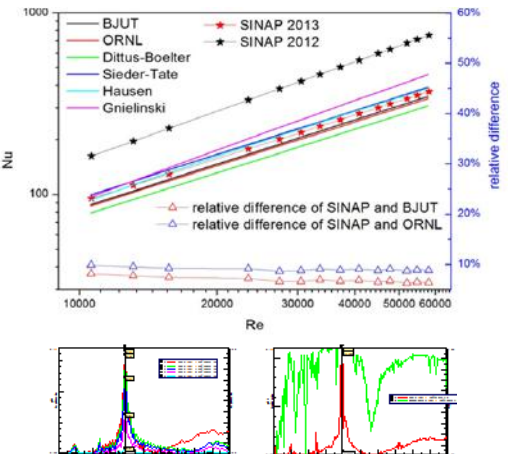 1000
60%
BJUT
ORNL
Dittus-Boelter
Sieder-Tate
Hausen
Gnielinski
SINAP 2013
SINAP 2012
50%
40%
30%
20%
10%
relative difference
Nu
100
relative difference of SINAP and BJUT
relative difference of SINAP and ORNL
10000
20000
30000
40000
50000
60000
Re